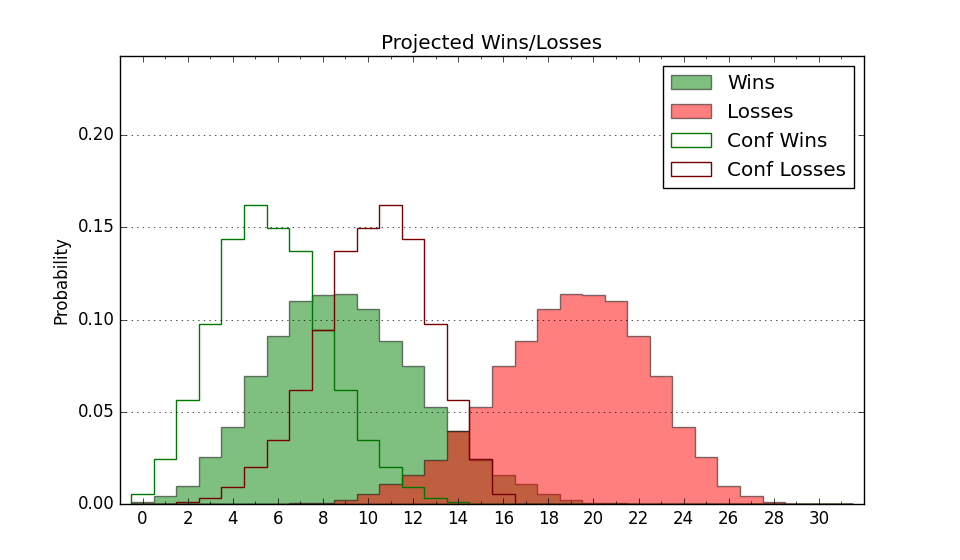 Projected Wins/Losses
Wins
Losses
Conf Wins
Conf Losses
Probability
0.20
0.15
0.10
0.05
0.00
0 2 4 6 8 10 12 14 16 18 20 22 24 26 28 30